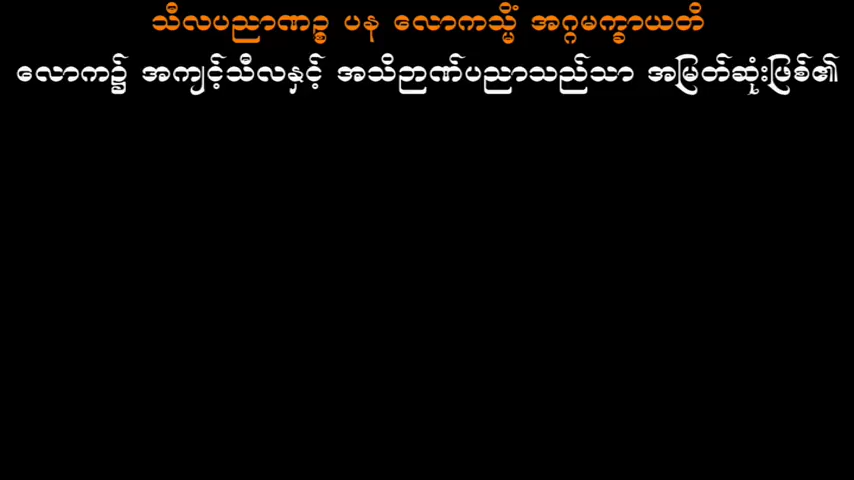 သီလပညာဏဉ္စ ပန လောကသ္မိံ အဂ္ဂမက္ခာယတိ
လောက၌ အကျင့်သီလနှင့် အသိဉာဏ်ပညာသည်သာ အမြတ်ဆုံးဖြစ်၏